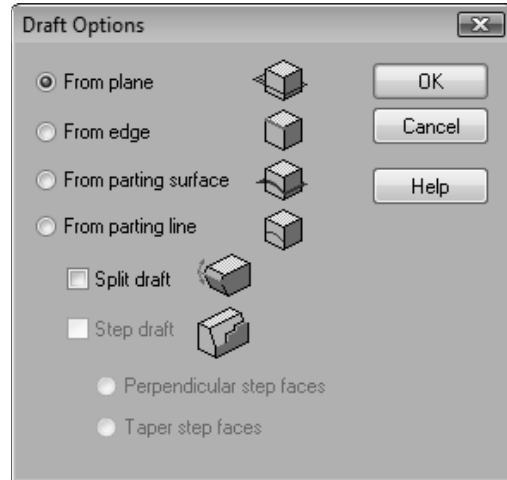 Draft Options
From plane
OK
From edge
Cancel
From parting surface
Help
From parting line
Split draft
Step draft
Perpendicular step faces
Taper step faces